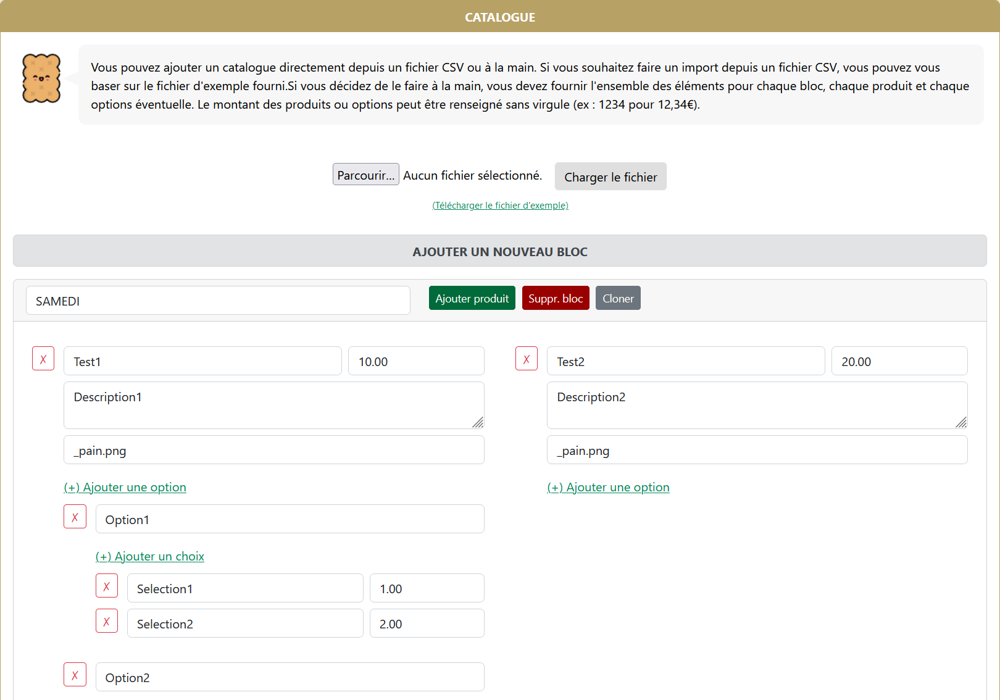 CATALOGUE
Vous pouvez ajouter un catalogue directement depuis un fichier CSV ou à la main. Si vous souhaitez faire un import depuis un fichier CSV, vous pouvez vous
baser sur le fichier d'exemple fourni.Si vous décidez de le faire à la main, vous devez fournir l'ensemble des éléments pour chaque bloc, chaque produit et chaque
options éventuelle. Le montant des produits ou options peut être renseigné sans virgule (ex : 1234 pour 12,34€).
Parcourir... Aucun fichier sélectionné. Charger le fichier
(Télécharger le fichier d'exemple)
AJOUTER UN NOUVEAU BLOC
SAMEDI Ajouter produit Suppr. bloc Cloner
X Test1 10.00
Description1
_pain.png
(+) Ajouter une option
X Option1
(+) Ajouter un choix
X Selection1 1.00
X Selection2 2.00
X Option2
X Test2 20.00
Description2
_pain.png
(+) Ajouter une option